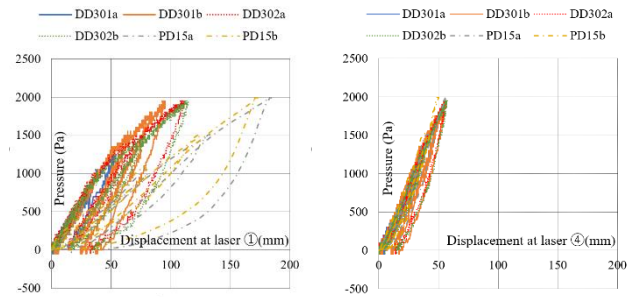 DD301a DD301b DD302a
DD302b PD15a PD15b
2500
2000
1500
1000
500
0
-500
Pressure (Pa)
Displacement at laser ①(mm)
0 50 100 150 200
DD301a DD301b DD302a
DD302b PD15a PD15b
2500
2000
1500
1000
500
0
-500
Pressure (Pa)
Displacement at laser ④(mm)
0 50 100 150 200